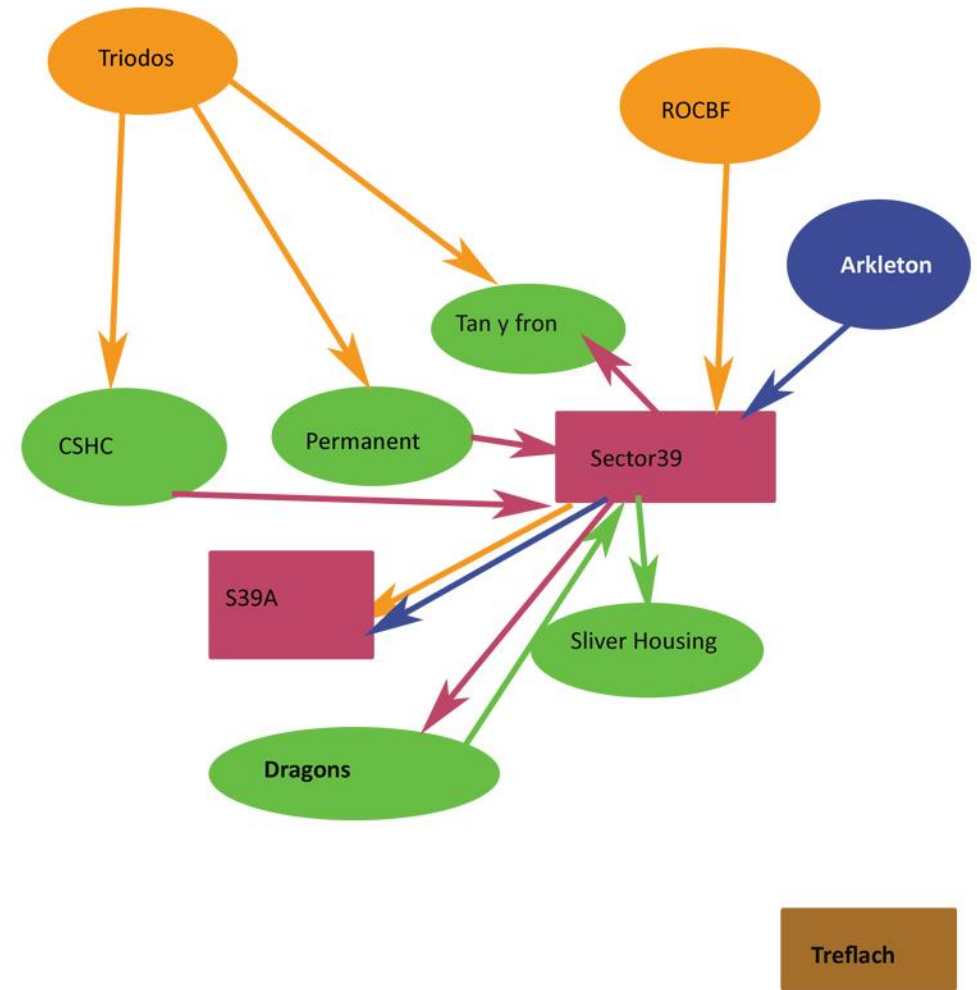 Triodos
ROCBF
Arkleton
Tan y fron
CSHC
Permanent
Sector39
S39A
Sliver Housing
Dragons
Treflach